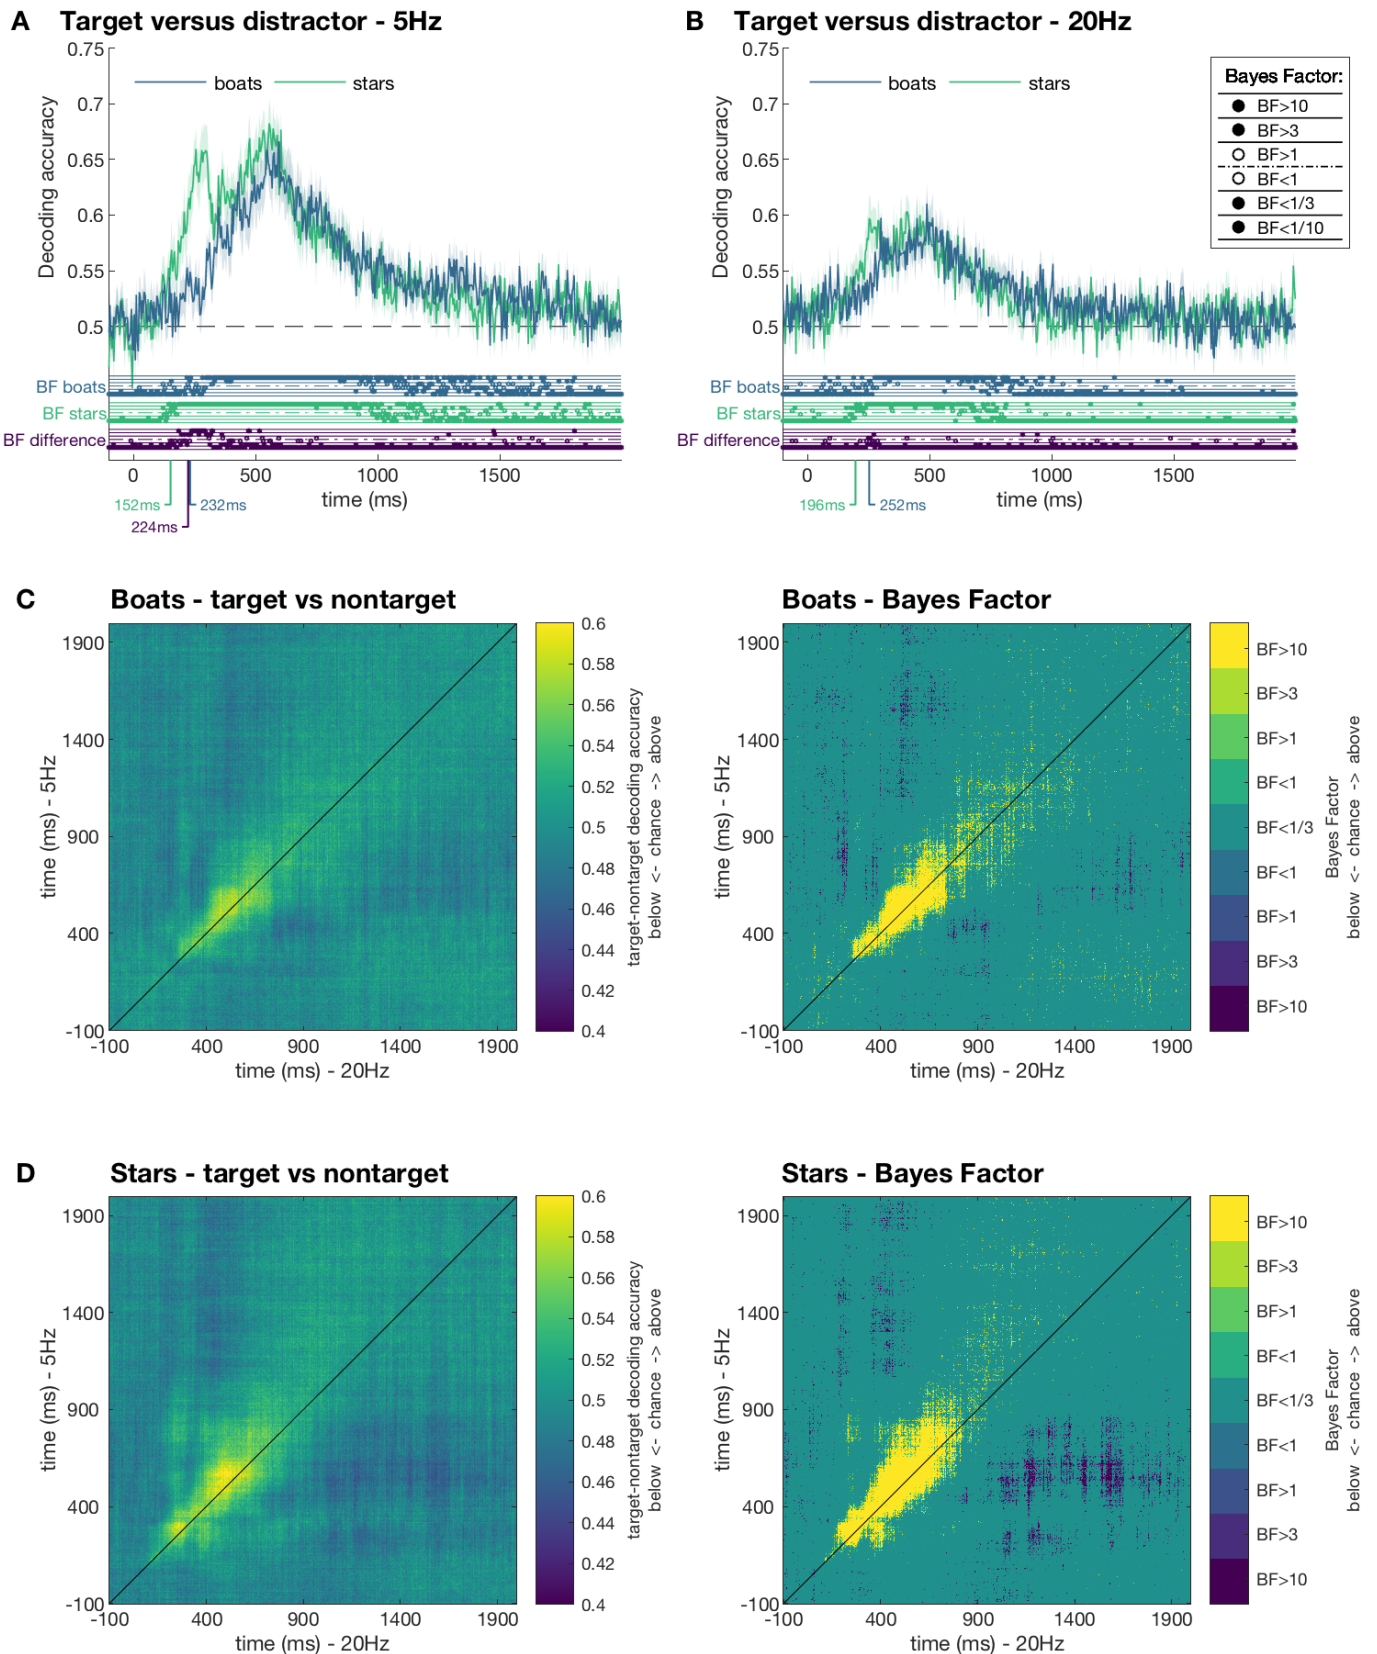 A Target versus distractor - 5Hz
0.75
0.7
0.65
0.6
0.55
0.5
Decoding accuracy
boats stars
BF boats
BF stars
BF difference
0 500 1000 1500
time (ms)
152ms 232ms
224ms
B Target versus distractor - 20Hz
0.75
0.7
0.65
0.6
0.55
0.5
Decoding accuracy
boats stars
Bayes Factor:
BF>10
BF>3
BF>1
BF<1
BF<1/3
BF<1/10
BF boats
BF stars
BF difference
0 500 1000 1500
time (ms)
196ms 252ms
C Boats - target vs nontarget
1900
1400
900
400
-100
time (ms) - 5Hz
-100 400 900 1400 1900
time (ms) - 20Hz
0.6
0.58
0.56
0.54
0.52
0.5
0.48
0.46
0.44
0.42
0.4
target-nontarget decoding accuracy
below <- chance -> above
Boats - Bayes Factor
1900
1400
900
400
-100
time (ms) - 5Hz
-100 400 900 1400 1900
time (ms) - 20Hz
BF>10
BF>3
BF>1
BF<1
BF<1/3
BF<1
BF>1
BF>3
BF>10
Bayes Factor
below <- chance -> above
D Stars - target vs nontarget
1900
1400
900
400
-100
time (ms) - 5Hz
-100 400 900 1400 1900
time (ms) - 20Hz
0.6
0.58
0.56
0.54
0.52
0.5
0.48
0.46
0.44
0.42
0.4
target-nontarget decoding accuracy
below <- chance -> above
Stars - Bayes Factor
1900
1400
900
400
-100
time (ms) - 5Hz
-100 400 900 1400 1900
time (ms) - 20Hz
BF>10
BF>3
BF>1
BF<1
BF<1/3
BF<1
BF>1
BF>3
BF>10
Bayes Factor
below <- chance -> above